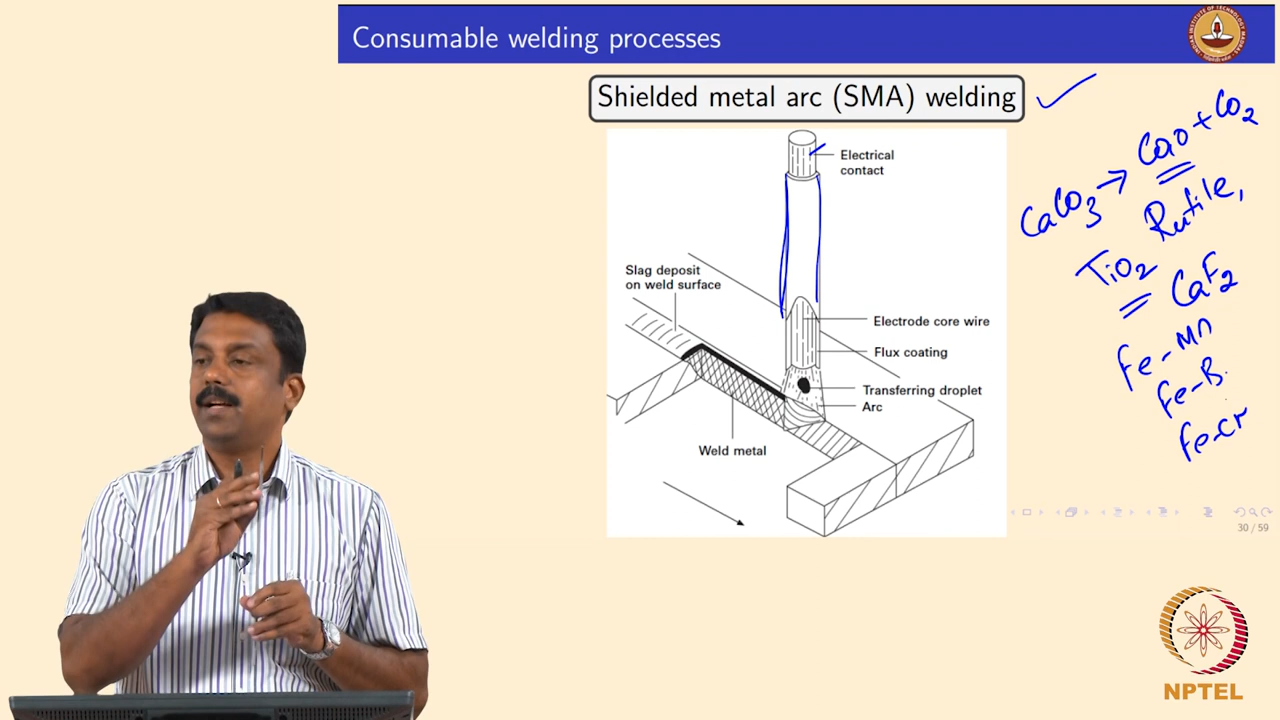 Consumable welding processes
Shielded metal arc (SMA) welding
Electrical
contact
Slag deposit
on weld surface
Electrode core wire
Flux coating
Transferring droplet
Arc
Weld metal
CaCO3 → CaO + CO2
Rutile,
TiO2
CaF2
Fe-Mn
Fe-B.
Fe-Cr
30 / 59
NPTEL